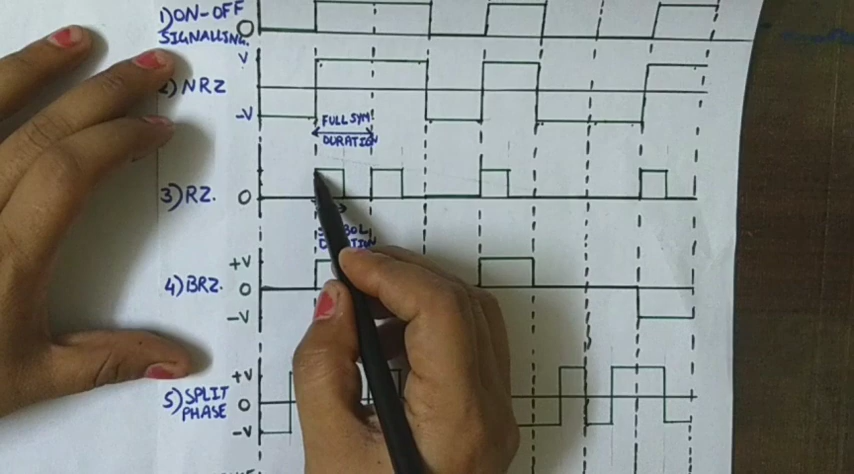 1)ON-OFF
SIGNALLING.
0
V
2)NRZ
-V
FULL SYM!
DURATION
3)RZ.
0
+V
4)BRZ.
0
-V
+V
5)SPLIT
PHASE
0
-V